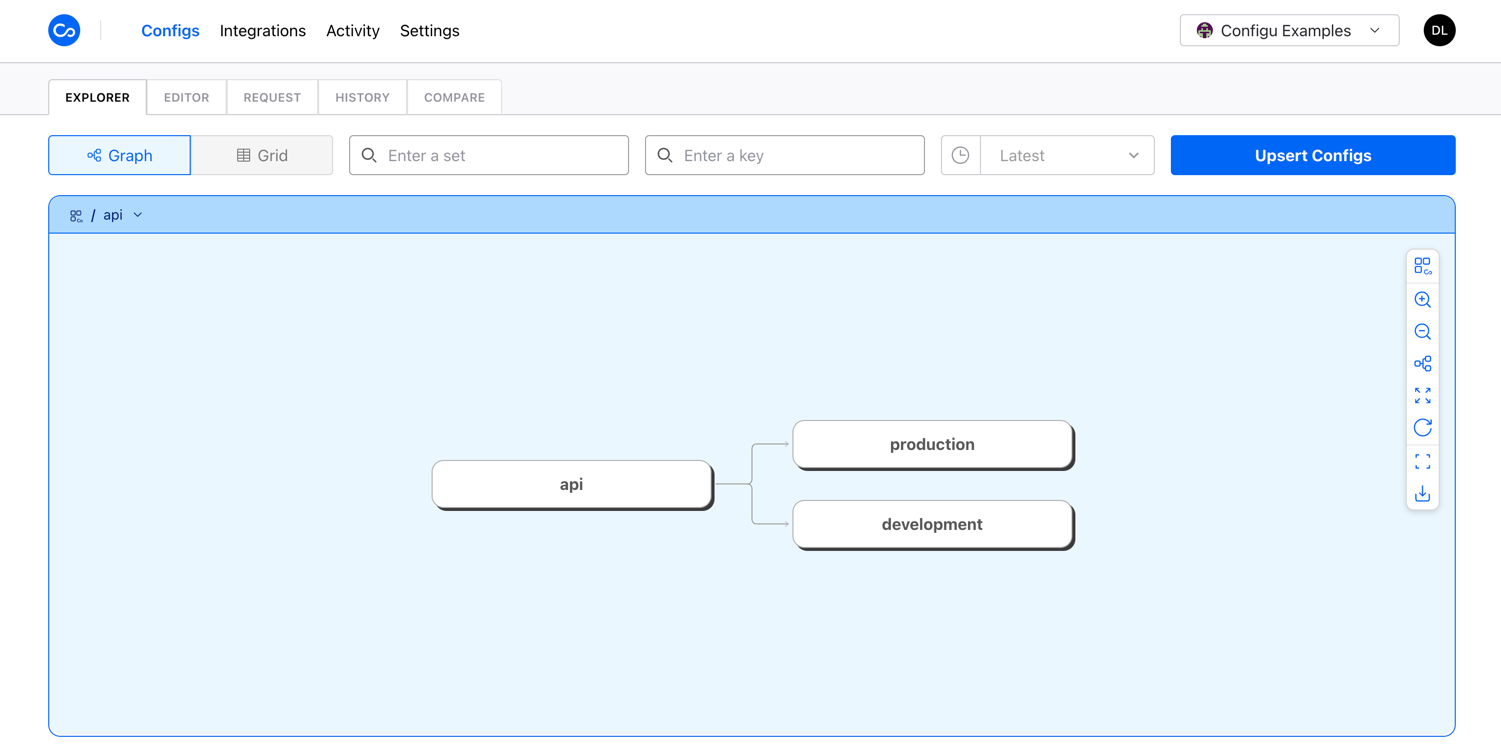 Configs Integrations Activity Settings Configu Examples DL
EXPLORER EDITOR REQUEST HISTORY COMPARE
Graph Grid Enter a set Enter a key Latest Upsert Configs
/ api
production
api
development